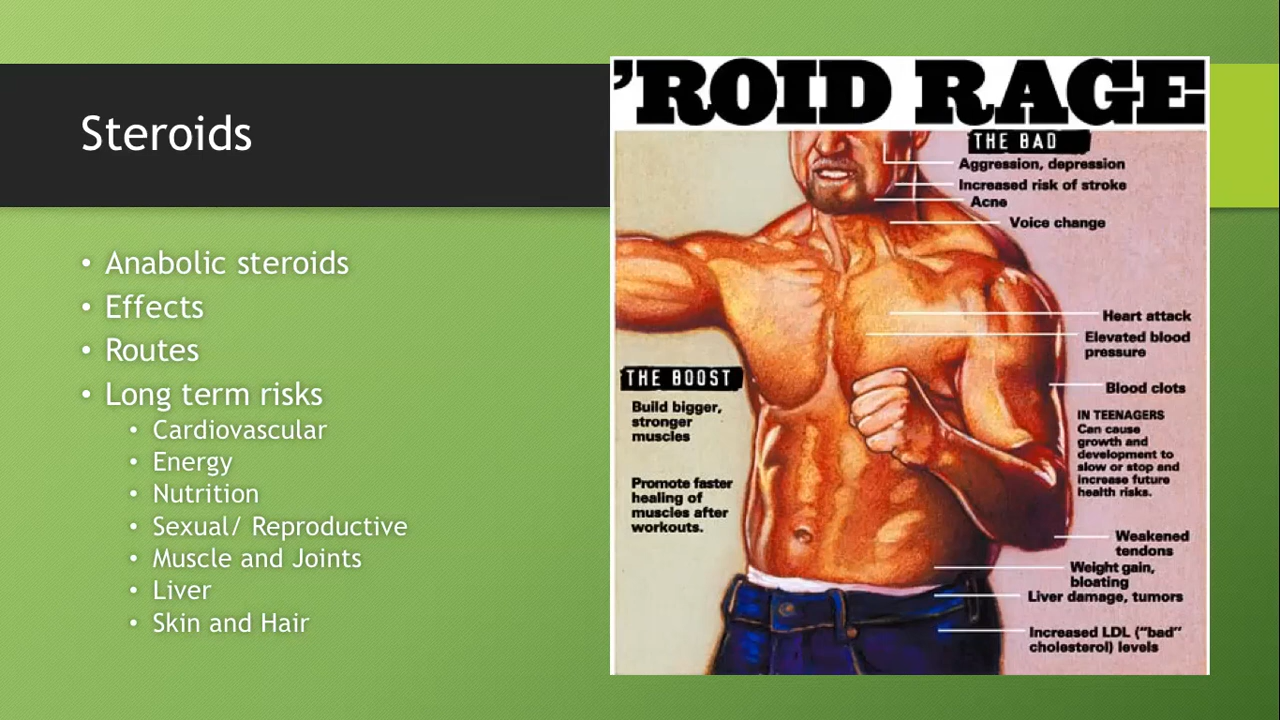 Steroids
• Anabolic steroids
• Effects
• Routes
• Long term risks
• Cardiovascular
• Energy
• Nutrition
• Sexual/ Reproductive
• Muscle and Joints
• Liver
• Skin and Hair
'ROID RAGE
THE BAD
Aggression, depression
Increased risk of stroke
Acne
Voice change
Heart attack
Elevated blood
pressure
Blood clots
IN TEENAGERS
Can cause
growth and
development to
slow or stop and
increase future
health risks.
Weakened
tendons
Weight gain,
bloating
Liver damage, tumors
Increased LDL ("bad"
cholesterol) levels
THE BOOST
Build bigger,
stronger
muscles
Promote faster
healing of
muscles after
workouts.